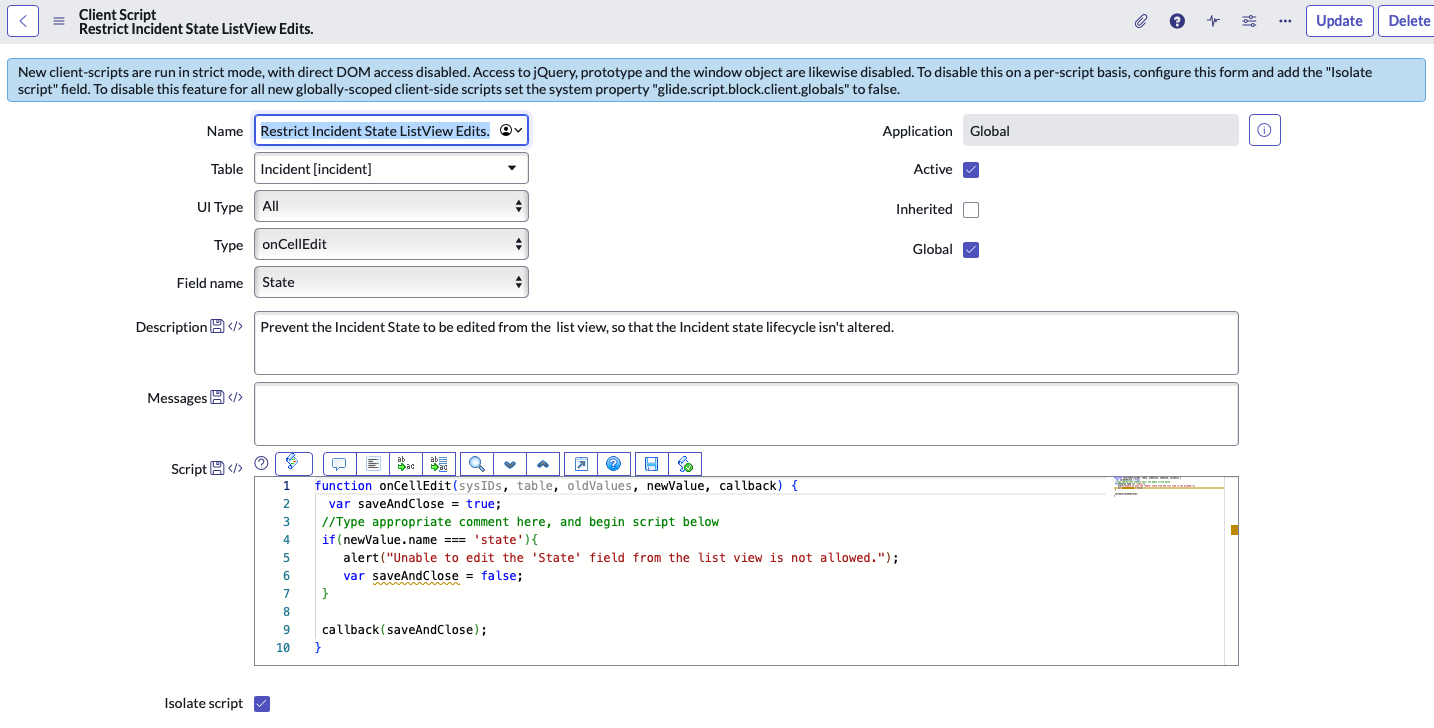 Client Script
Restrict Incident State ListView Edits.
Update
Delete
New client-scripts are run in strict mode, with direct DOM access disabled. Access to jQuery, prototype and the window object are likewise disabled. To disable this on a per-script basis, configure this form and add the "Isolate
script" field. To disable this feature for all new globally-scoped client-side scripts set the system property "glide.script.block.client.globals" to false.
Name
Restrict Incident State ListView Edits.
Application
Global
Table
Incident [incident]
Active
UI Type
All
Inherited
Type
onCellEdit
Global
Field name
State
Description
Prevent the Incident State to be edited from the  list view, so that the Incident state lifecycle isn't altered.
Messages
Script
1 function onCellEdit(sysIDs, table, oldValues, newValue, callback) {
2   var saveAndClose = true;
3  //Type appropriate comment here, and begin script below
4  if(newValue.name === 'state'){
5     alert("Unable to edit the 'State' field from the list view is not allowed.");
6     var saveAndClose = false;
7  }
8
9  callback(saveAndClose);
10 }
Isolate script